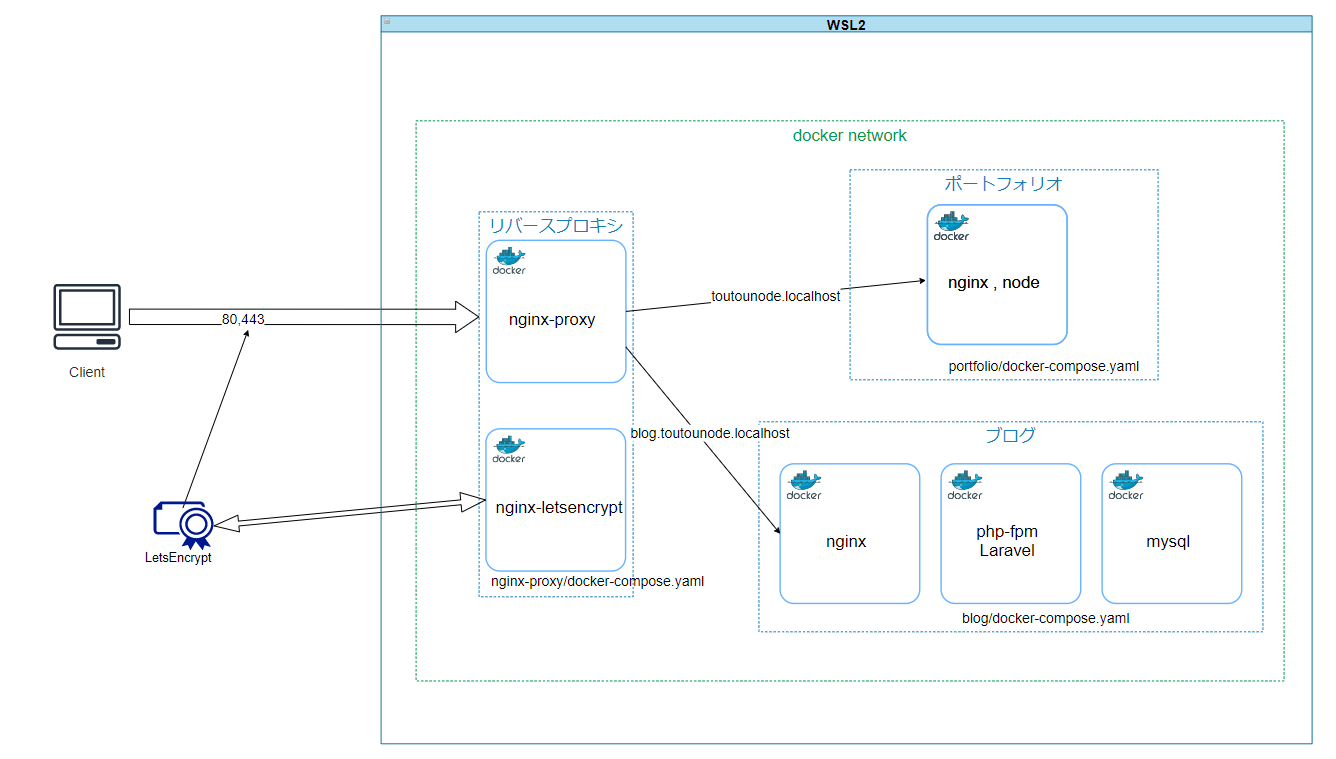 WSL2
docker network
リバースプロキシ
docker
nginx-proxy
docker
nginx-letsencrypt
nginx-proxy/docker-compose.yaml
ポートフォリオ
docker
nginx , node
portfolio/docker-compose.yaml
ブログ
docker
nginx
docker
php-fpm
Laravel
docker
mysql
blog/docker-compose.yaml
toutounode.localhost
blog.toutounode.localhost
80,443
Client
LetsEncrypt